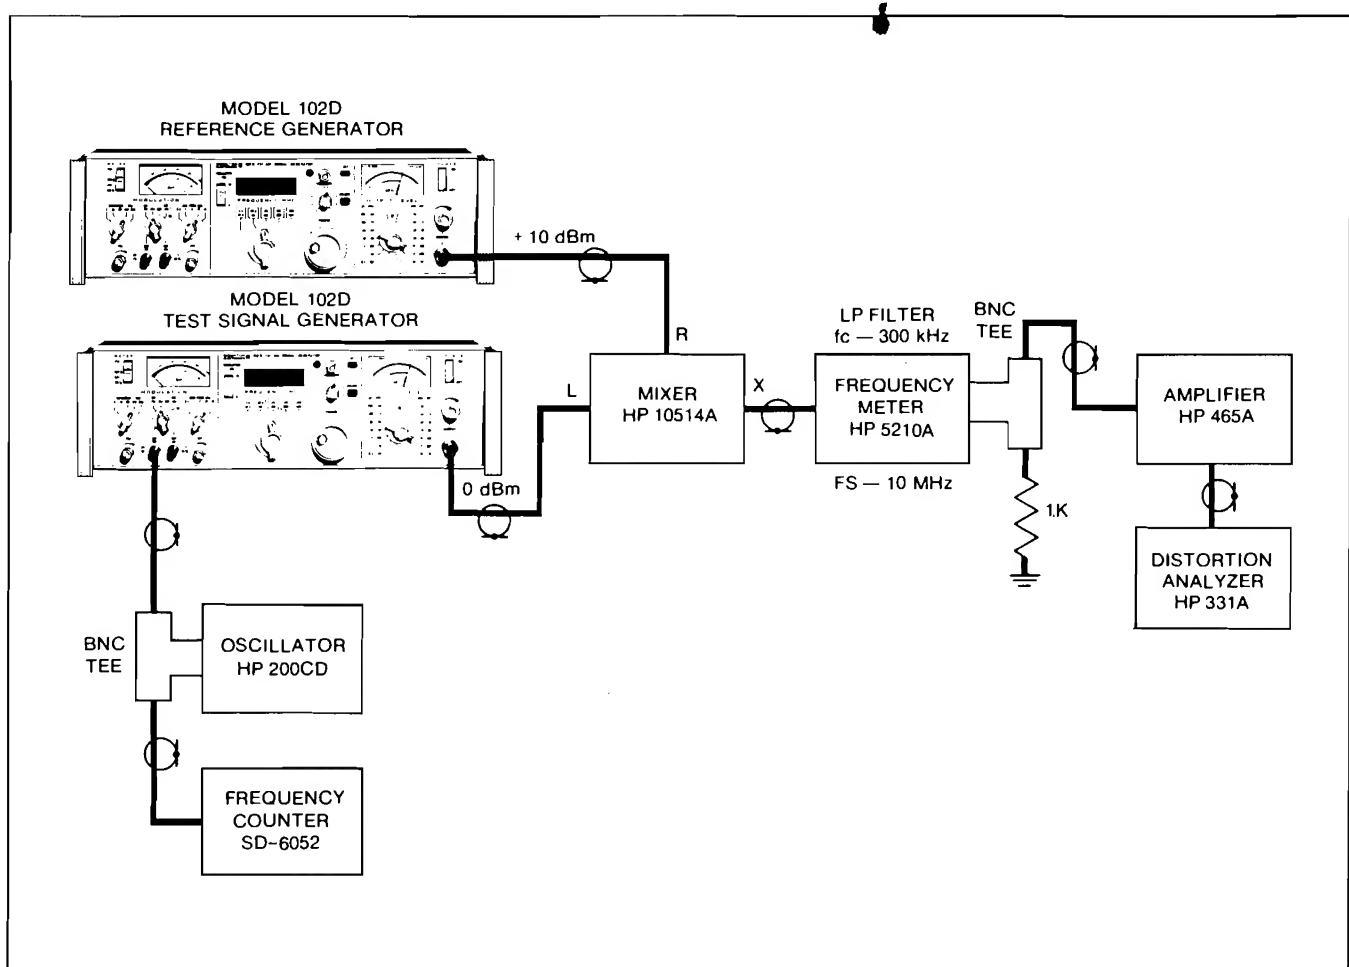 MODEL 102D
REFERENCE GENERATOR
+ 10 dBm
MODEL 102D
TEST SIGNAL GENERATOR
R
L
0 dBm
MIXER
HP 10514A
X
LP FILTER
fc — 300 kHz
FREQUENCY
METER
HP 5210A
FS — 10 MHz
BNC
TEE
1K
AMPLIFIER
HP 465A
DISTORTION
ANALYZER
HP 331A
BNC
TEE
OSCILLATOR
HP 200CD
FREQUENCY
COUNTER
SD-6052